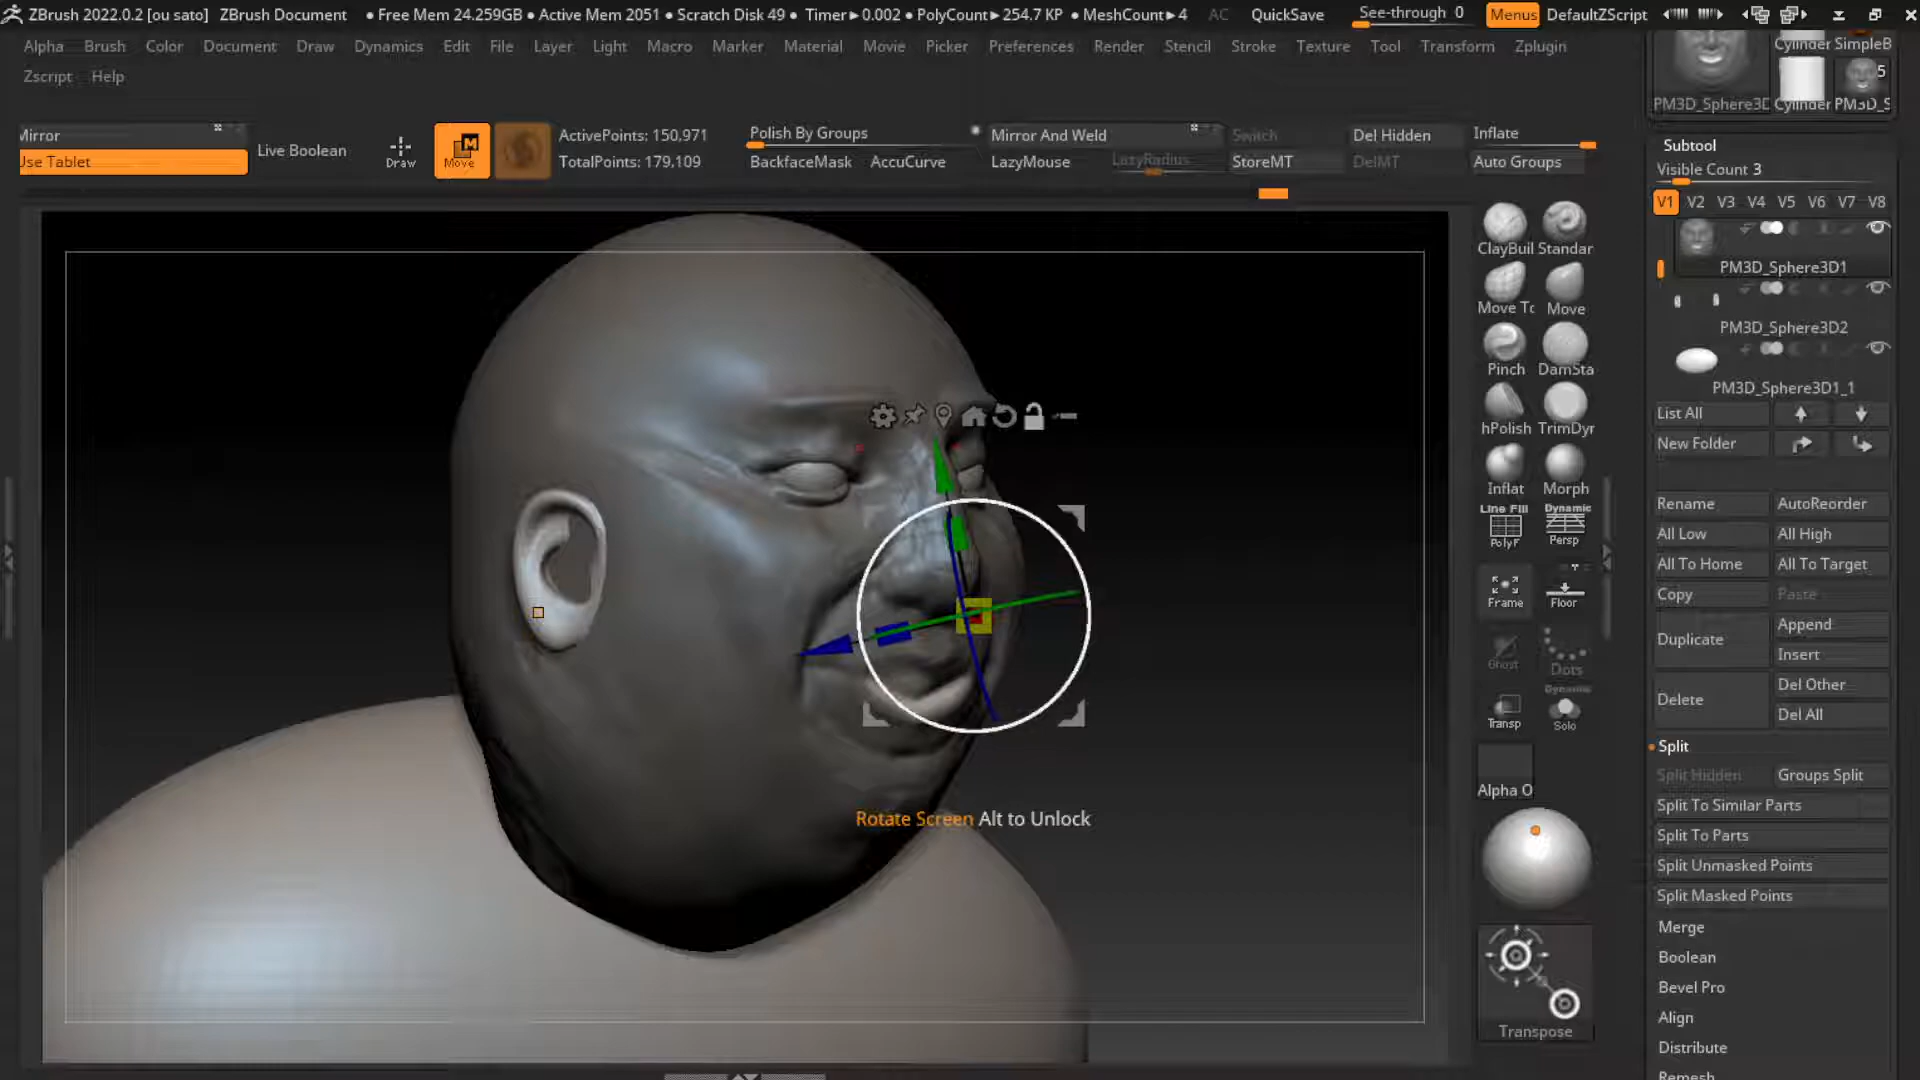 ZBrush 2022.0.2 [ou sato] ZBrush Document • Free Mem 24.259GB • Active Mem 2051 • Scratch Disk 49 • Timer►0.002 • PolyCount►254.7 KP • MeshCount►4 AC QuickSave See-through 0 Menus DefaultZScript
Alpha Brush Color Document Draw Dynamics Edit File Layer Light Macro Marker Material Movie Picker Preferences Render Stencil Stroke Texture Tool Transform Zplugin
Zscript Help
Mirror
Use Tablet
Live Boolean
Draw
Move
M
ActivePoints: 150,971
TotalPoints: 179,109
Polish By Groups
BackfaceMask AccuCurve
Mirror And Weld
LazyMouse LazyRadius
Switch
StoreMT
Del Hidden
DelMT
Inflate
Auto Groups
Rotate Screen Alt to Unlock
ClayBuil Standar
Move To Move
Pinch DamSta
hPolish TrimDyr
Inflat Morph
Line Fill Dynamic
PolyF Persp
Frame Floor
Ghost Dots
Dynamic
Transp Solo
Alpha O
Transpose
Cylinder SimpleB
5
PM3D_Sphere3D Cylinder PM3D_S
Subtool
Visible Count 3
V1 V2 V3 V4 V5 V6 V7 V8
PM3D_Sphere3D1
PM3D_Sphere3D2
PM3D_Sphere3D1_1
List All
New Folder
Rename AutoReorder
All Low All High
All To Home All To Target
Copy Paste
Duplicate Append
Insert
Delete Del Other
Del All
Split
Split Hidden Groups Split
Split To Similar Parts
Split To Parts
Split Unmasked Points
Split Masked Points
Merge
Boolean
Bevel Pro
Align
Distribute
Remesh